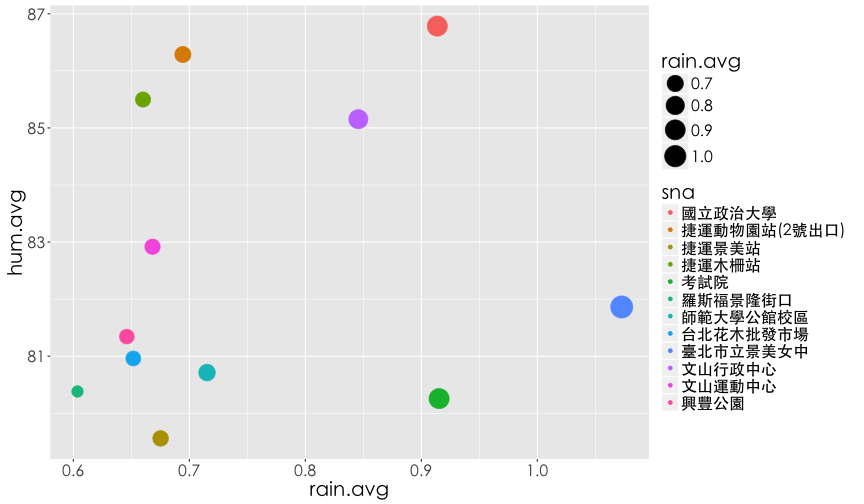 87
85
83
81
hum.avg
0.6 0.7 0.8 0.9 1.0
rain.avg
rain.avg
0.7
0.8
0.9
1.0
sna
國立政治大學
捷運動物園站(2號出口)
捷運景美站
捷運木柵站
考試院
羅斯福景隆街口
師範大學公館校區
台北花木批發市場
臺北市立景美女中
文山行政中心
文山運動中心
興豐公園